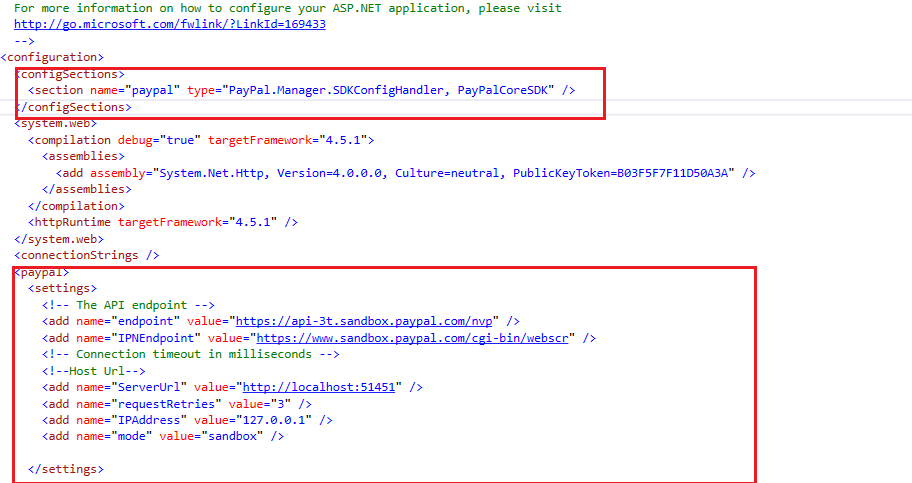 For more information on how to configure your ASP.NET application, please visit
http://go.microsoft.com/fwlink/?LinkId=169433
-->
<configuration>
<configSections>
<section name="paypal" type="PayPal.Manager.SDKConfigHandler, PayPalCoreSDK" />
</configSections>
<system.web>
<compilation debug="true" targetFramework="4.5.1">
<assemblies>
<add assembly="System.Net.Http, Version=4.0.0.0, Culture=neutral, PublicKeyToken=B03F5F7F11D50A3A" />
</assemblies>
</compilation>
<httpRuntime targetFramework="4.5.1" />
</system.web>
<connectionStrings />
<paypal>
<settings>
<!-- The API endpoint -->
<add name="endpoint" value="https://api-3t.sandbox.paypal.com/nvp" />
<add name="IPNEndpoint" value="https://www.sandbox.paypal.com/cgi-bin/webscr" />
<!-- Connection timeout in milliseconds -->
<!--Host Url-->
<add name="ServerUrl" value="http://localhost:51451" />
<add name="requestRetries" value="3" />
<add name="IPAddress" value="127.0.0.1" />
<add name="mode" value="sandbox" />
</settings>